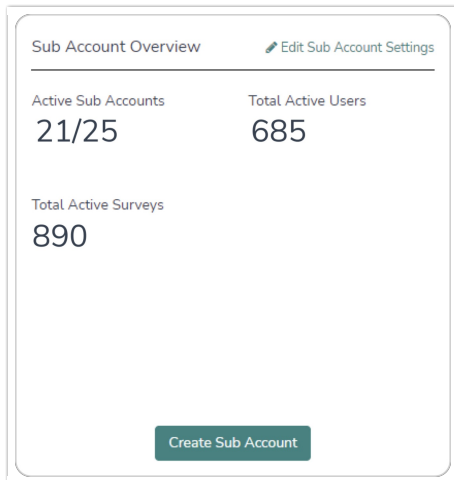 Sub Account Overview
Edit Sub Account Settings
Active Sub Accounts
21/25
Total Active Users
685
Total Active Surveys
890
Create Sub Account